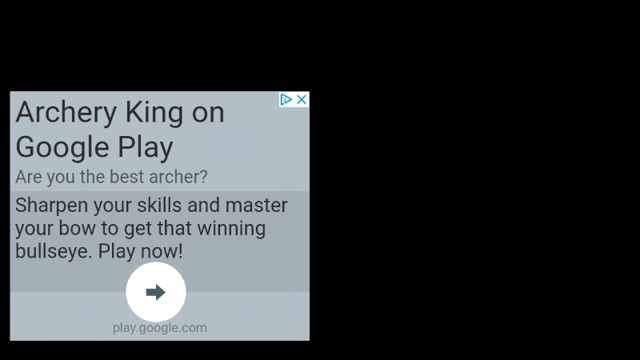 Archery King on
Google Play
Are you the best archer?
Sharpen your skills and master
your bow to get that winning
bullseye. Play now!
play.google.com